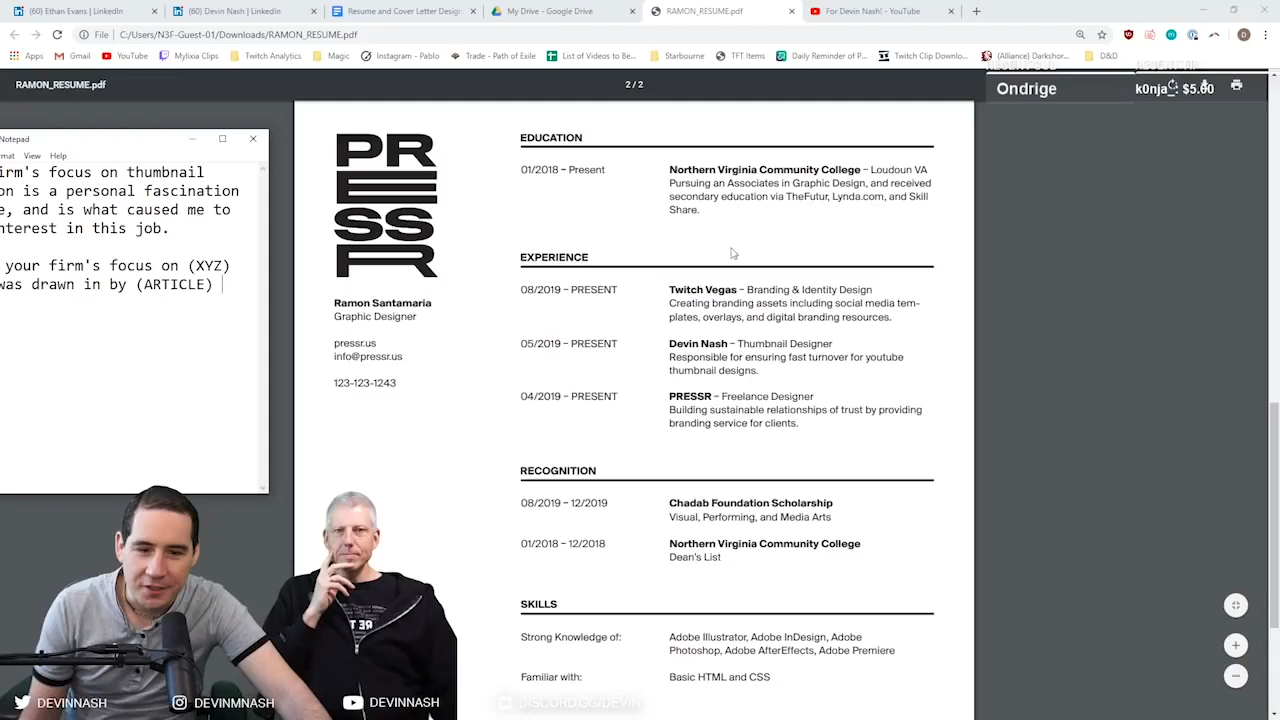 (60) Ethan Evans | LinkedIn
(60) Devin Nash | LinkedIn
Resume and Cover Letter Desig
My Drive - Google Drive
RAMON_RESUME.pdf
For Devin Nash! - YouTube
File | C:/Users/N3F-Guest-01/Downloads/RAMON_RESUME.pdf
Apps
Gmail
YouTube
Mylixia Clips
Twitch Analytics
Magic
Instagram - Pablo
Trade - Path of Exile
List of Videos to Be...
Starbourne
TFT Items
Daily Reminder of P...
Twitch Clip Downlo...
(Alliance) Darkshor...
D&D
RAMON_RESUME.pdf
2 / 2
Ondrige
k0nja_: $5.00
Notepad
rmat View Help
irm's focus on thumbnail
on is a personal fascination
e, and is what caused me to
nterest in this job.
your firm's focus on (XYZ)
was drawn in by (ARTICLE)
PR
E
SS
R
Ramon Santamaria
Graphic Designer
pressr.us
info@pressr.us
123-123-1243
EDUCATION
01/2018 – Present
Northern Virginia Community College – Loudoun VA
Pursuing an Associates in Graphic Design, and received
secondary education via TheFutur, Lynda.com, and Skill
Share.
EXPERIENCE
08/2019 – PRESENT
Twitch Vegas – Branding & Identity Design
Creating branding assets including social media tem-
plates, overlays, and digital branding resources.
05/2019 – PRESENT
Devin Nash – Thumbnail Designer
Responsible for ensuring fast turnover for youtube
thumbnail designs.
04/2019 – PRESENT
PRESSR – Freelance Designer
Building sustainable relationships of trust by providing
branding service for clients.
RECOGNITION
08/2019 – 12/2019
Chadab Foundation Scholarship
Visual, Performing, and Media Arts
01/2018 – 12/2018
Northern Virginia Community College
Dean's List
SKILLS
Strong Knowledge of:
Adobe Illustrator, Adobe InDesign, Adobe
Photoshop, Adobe AfterEffects, Adobe Premiere
Familiar with:
Basic HTML and CSS
DEVINNASH
DEVINMNASH
DEVINNASH
DISCORD.GG/DEVIN